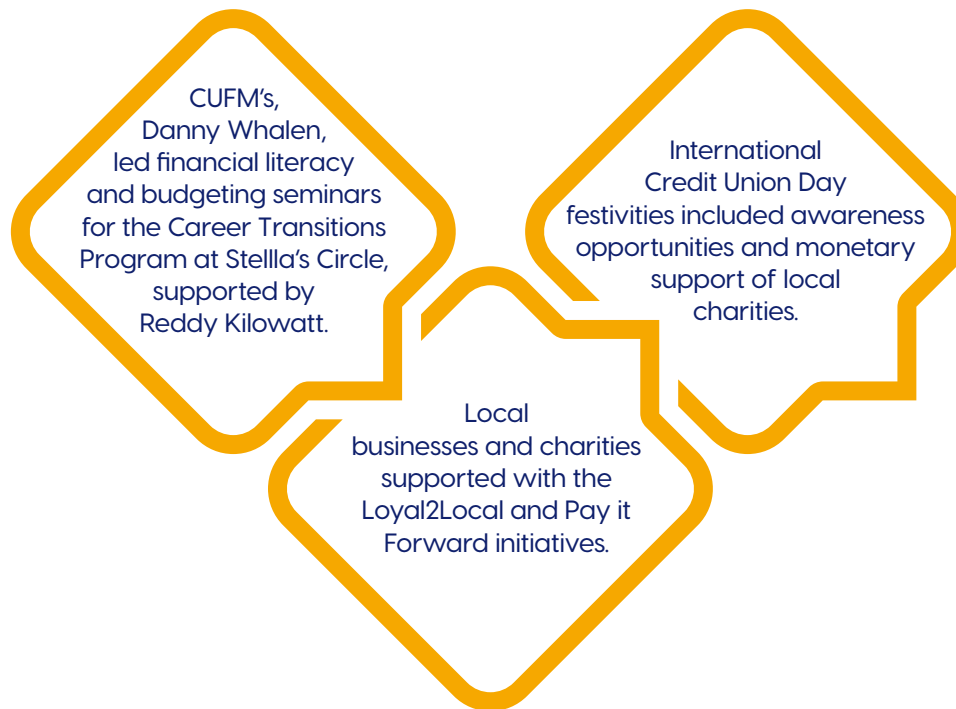 CUFM's,
Danny Whalen,
led financial literacy
and budgeting seminars
for the Career Transitions
Program at Stellla's Circle,
supported by
Reddy Kilowatt.
International
Credit Union Day
festivities included awareness
opportunities and monetary
support of local
charities.
Local
businesses and charities
supported with the
Loyal2Local and Pay it
Forward initiatives.